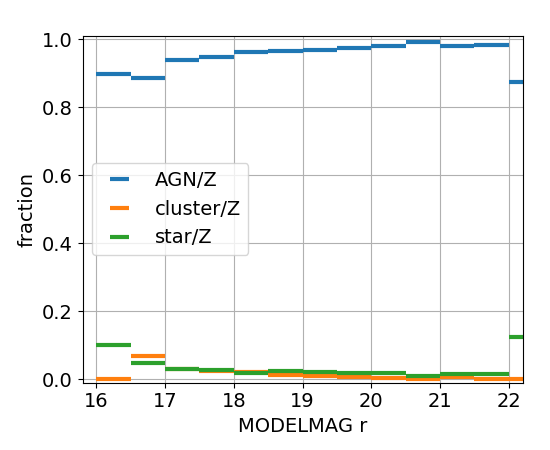 1.0
0.8
0.6
0.4
0.2
0.0
fraction
AGN/Z
cluster/Z
star/Z
16 17 18 19 20 21 22
MODELMAG r